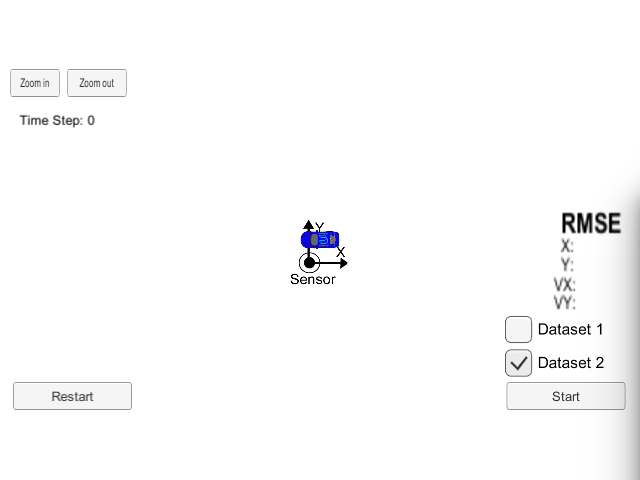 Zoom in
Zoom out
Time Step: 0
Y
X
Sensor
RMSE
X:
Y:
VX:
VY:
Dataset 1
Dataset 2
Restart
Start